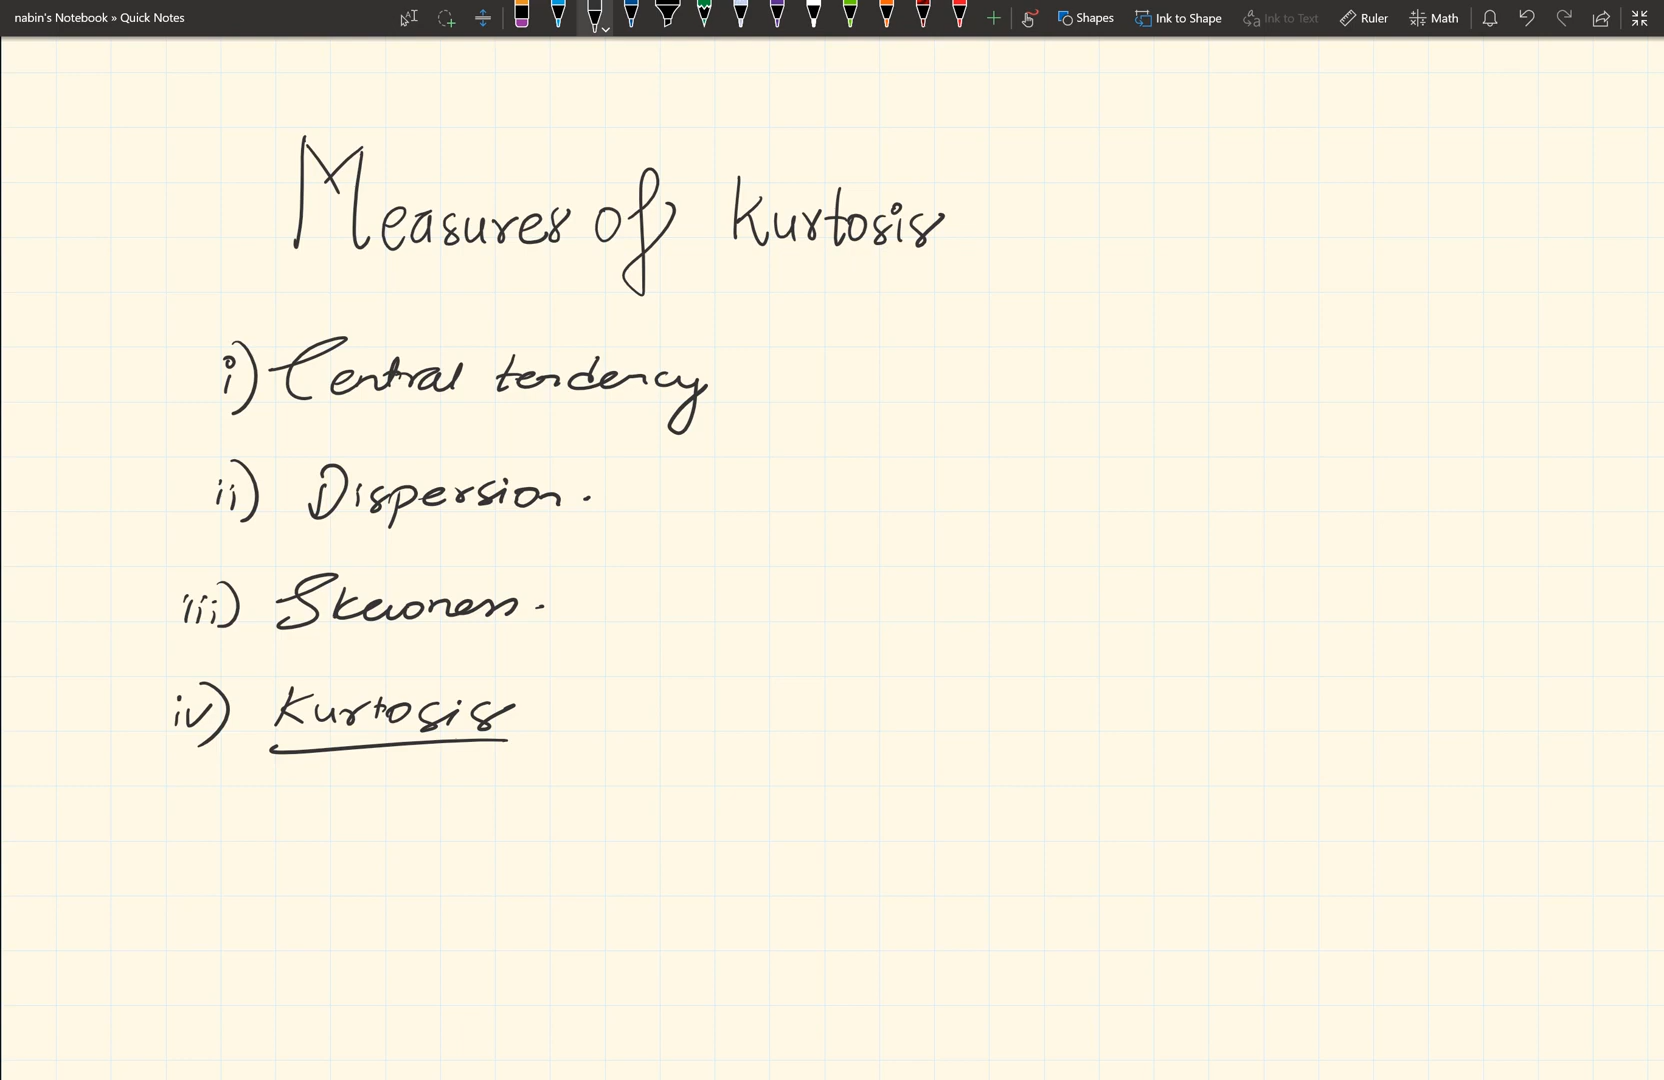 nabin's Notebook » Quick Notes
Shapes
Ink to Shape
Ink to Text
Ruler
Math
Measures of Kurtosis
i) Central tendency
ii) Dispersion.
iii) Skewness.
iv) Kurtosis